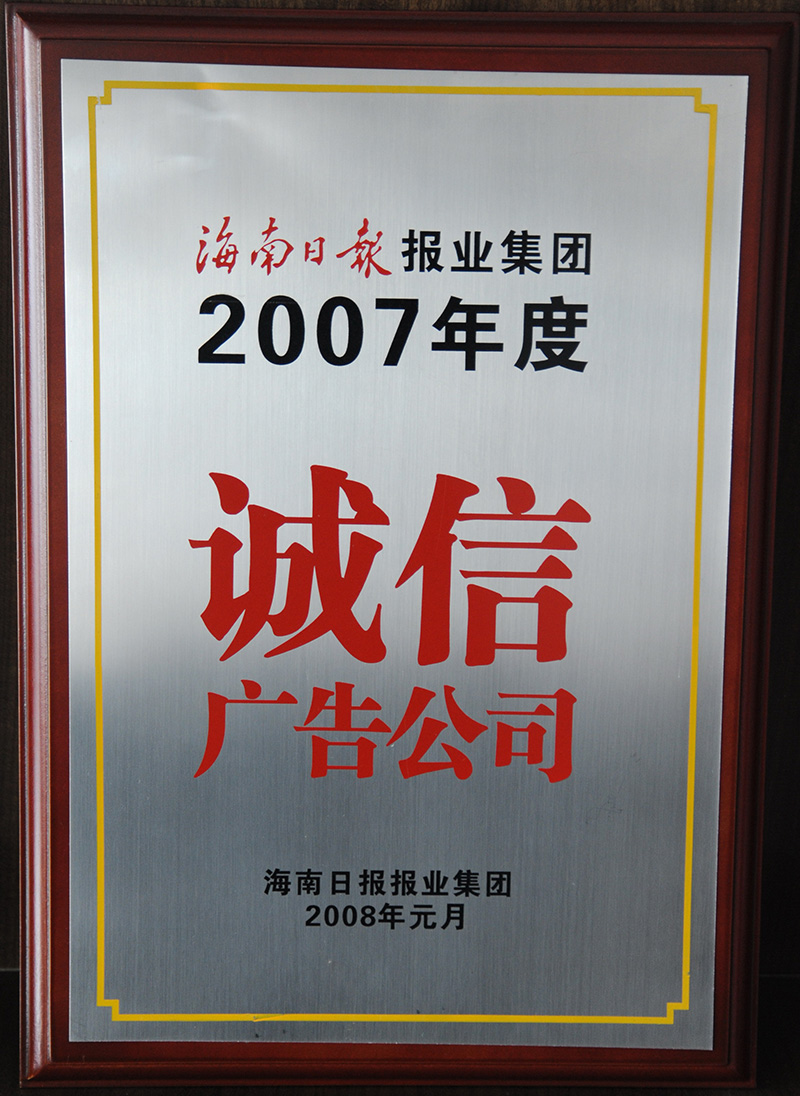 海南日報 报业集团
2007年度
诚信
广告公司
海南日报报业集团
2008年元月